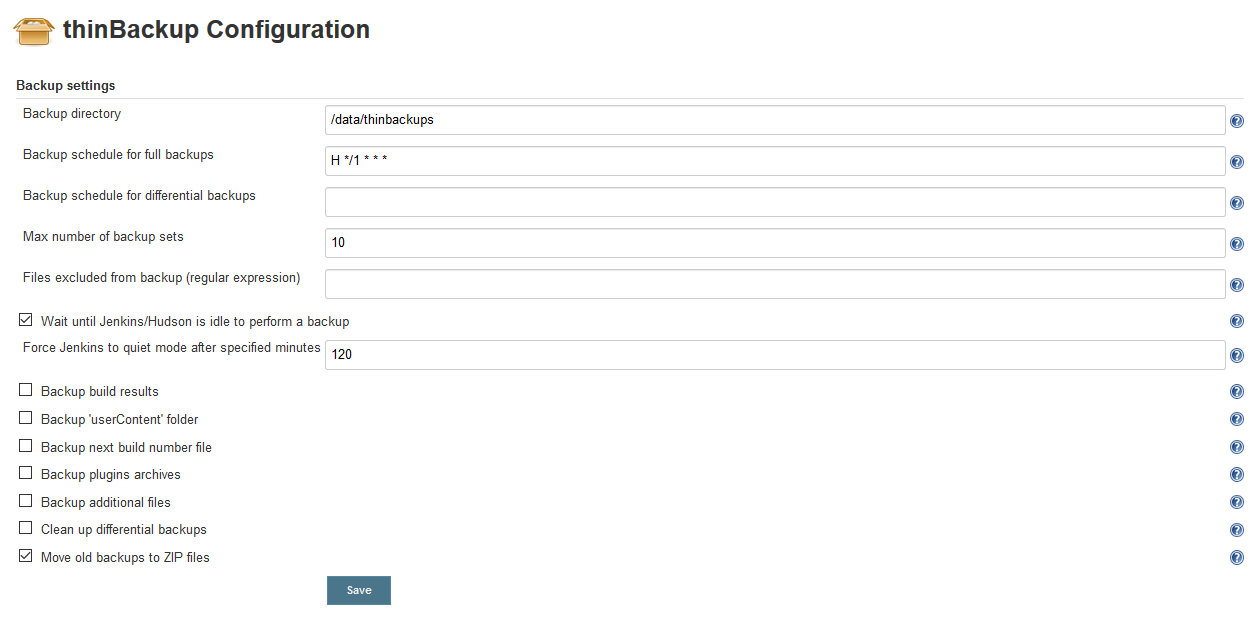 thinBackup Configuration
Backup settings
Backup directory
/data/thinbackups
Backup schedule for full backups
H */1 * * *
Backup schedule for differential backups
Max number of backup sets
10
Files excluded from backup (regular expression)
Wait until Jenkins/Hudson is idle to perform a backup
Force Jenkins to quiet mode after specified minutes
120
Backup build results
Backup 'userContent' folder
Backup next build number file
Backup plugins archives
Backup additional files
Clean up differential backups
Move old backups to ZIP files
Save